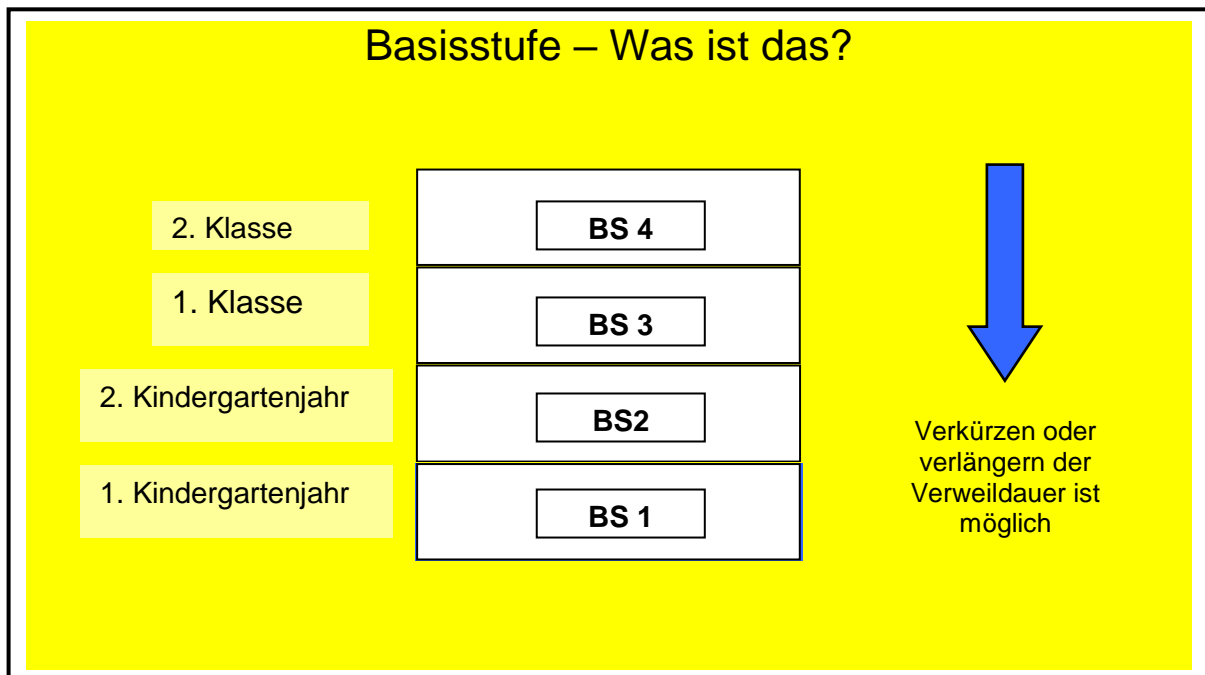 Basisstufe – Was ist das?
2. Klasse
BS 4
1. Klasse
BS 3
2. Kindergartenjahr
BS2
1. Kindergartenjahr
BS 1
Verkürzen oder
verlängern der
Verweildauer ist
möglich